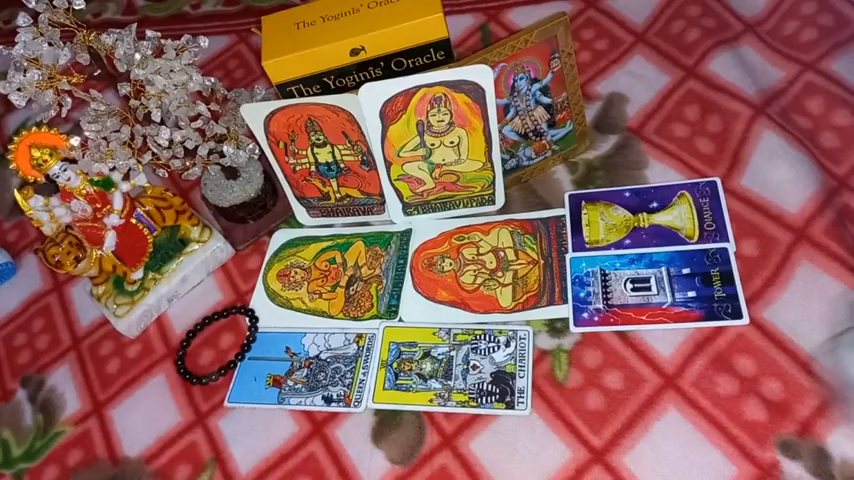 The Yoginis' Oracle
The Yoginis' Oracle
BHAIRAVA
CHALICE
TOWER
QUEEN of SWORDS.
THE CHARIOT.